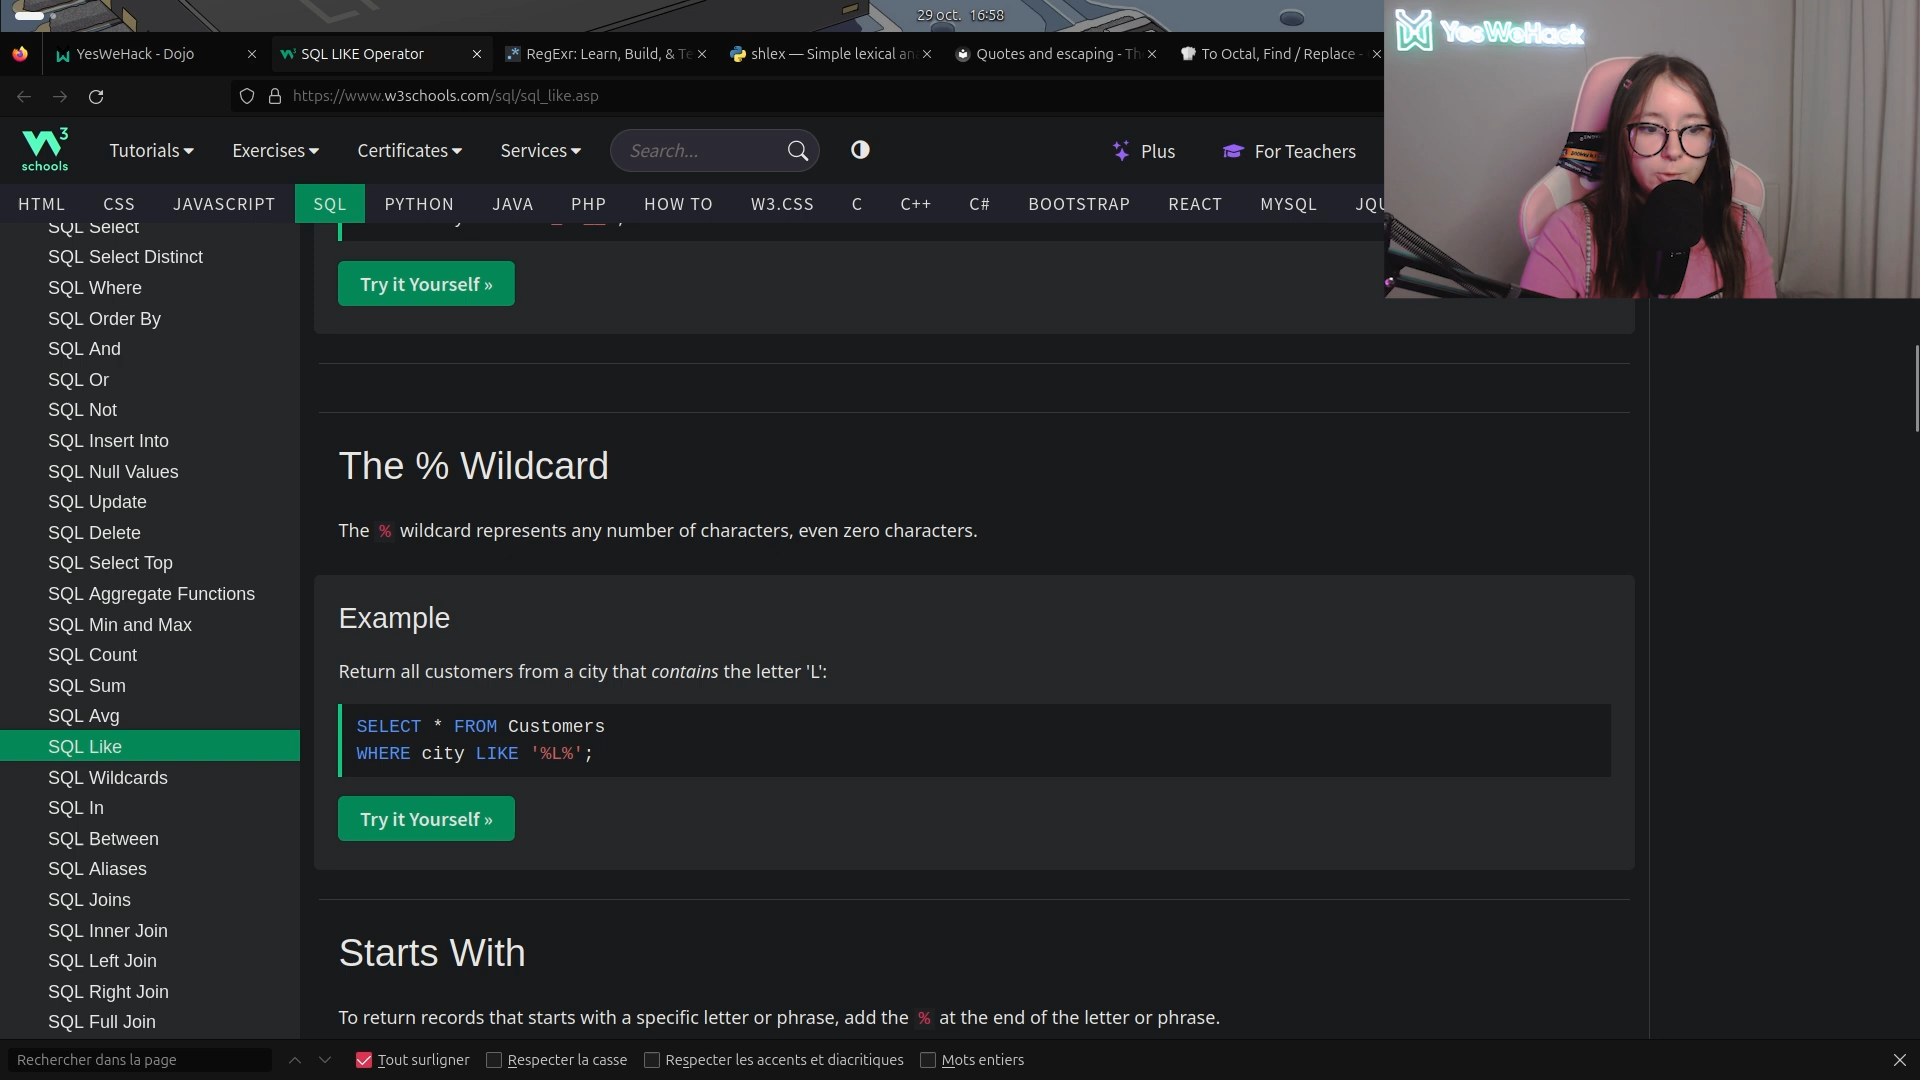 29 oct. 16:58
YesWeHack - Dojo
SQL LIKE Operator
RegExr: Learn, Build, & Te
shlex — Simple lexical an
Quotes and escaping - Th
To Octal, Find / Replace -
https://www.w3schools.com/sql/sql_like.asp
YesWeHack
3
schools
Tutorials
Exercises
Certificates
Services
Search...
Plus
For Teachers
HTML
CSS
JAVASCRIPT
SQL
PYTHON
JAVA
PHP
HOW TO
W3.CSS
C
C++
C#
BOOTSTRAP
REACT
MYSQL
JQU
SQL Select
SQL Select Distinct
SQL Where
SQL Order By
SQL And
SQL Or
SQL Not
SQL Insert Into
SQL Null Values
SQL Update
SQL Delete
SQL Select Top
SQL Aggregate Functions
SQL Min and Max
SQL Count
SQL Sum
SQL Avg
SQL Like
SQL Wildcards
SQL In
SQL Between
SQL Aliases
SQL Joins
SQL Inner Join
SQL Left Join
SQL Right Join
SQL Full Join
Try it Yourself »
The % Wildcard
The % wildcard represents any number of characters, even zero characters.
Example
Return all customers from a city that contains the letter 'L':
SELECT * FROM Customers
WHERE city LIKE '%L%';
Try it Yourself »
Starts With
To return records that starts with a specific letter or phrase, add the % at the end of the letter or phrase.
Rechercher dans la page
Tout surligner
Respecter la casse
Respecter les accents et diacritiques
Mots entiers